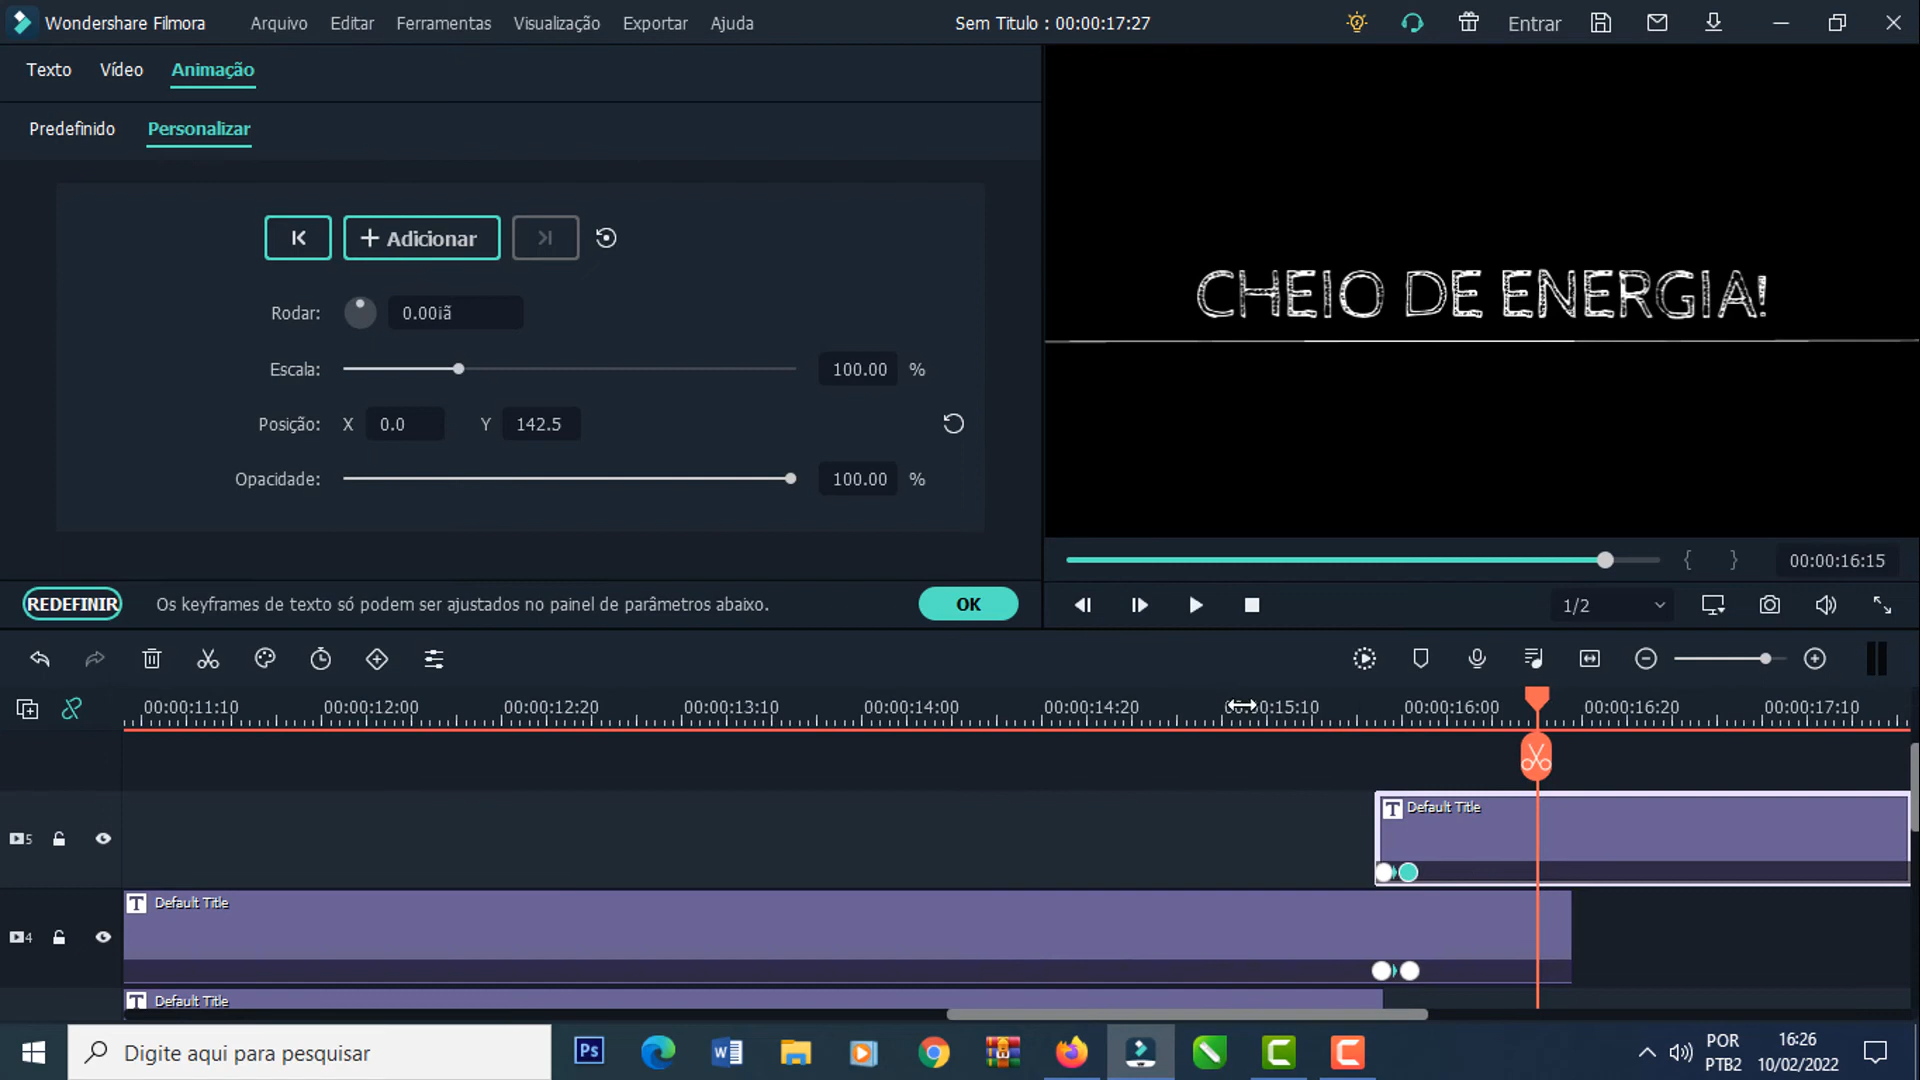 Wondershare Filmora Arquivo Editar Ferramentas Visualização Exportar Ajuda Sem Titulo : 00:00:17:27 Entrar
Texto Vídeo Animação
Predefinido Personalizar
+ Adicionar
Rodar: 0.00iã
Escala: 100.00 %
Posição: X 0.0 Y 142.5
Opacidade: 100.00 %
REDEFINIR Os keyframes de texto só podem ser ajustados no painel de parâmetros abaixo. OK
CHEIO DE ENERGIA!
{ } 00:00:16:15
1/2
00:00:11:10 00:00:12:00 00:00:12:20 00:00:13:10 00:00:14:00 00:00:14:20 00:00:15:10 00:00:16:00 00:00:16:20 00:00:17:10
5 T Default Title
4 T Default Title
T Default Title
Digite aqui para pesquisar
Ps
POR
PTB2
16:26
10/02/2022